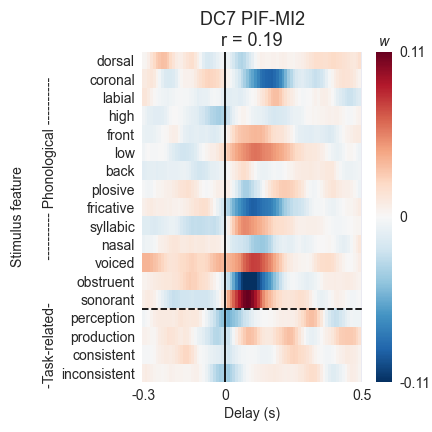 DC7 PIF-MI2
r = 0.19
w
0.11
0
-0.11
Stimulus feature
---------- Phonological ----------
-Task-related-
dorsal
coronal
labial
high
front
low
back
plosive
fricative
syllabic
nasal
voiced
obstruent
sonorant
perception
production
consistent
inconsistent
-0.3
0
0.5
Delay (s)